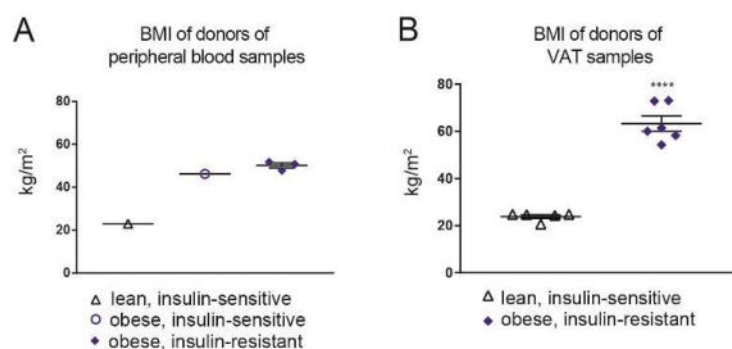 A
BMI of donors of
peripheral blood samples
80
60
40
20
0
kg/m²
△ lean, insulin-sensitive
○ obese, insulin-sensitive
◆ obese, insulin-resistant
B
BMI of donors of
VAT samples
80
60
40
20
0
kg/m²
****
△ lean, insulin-sensitive
◆ obese, insulin-resistant